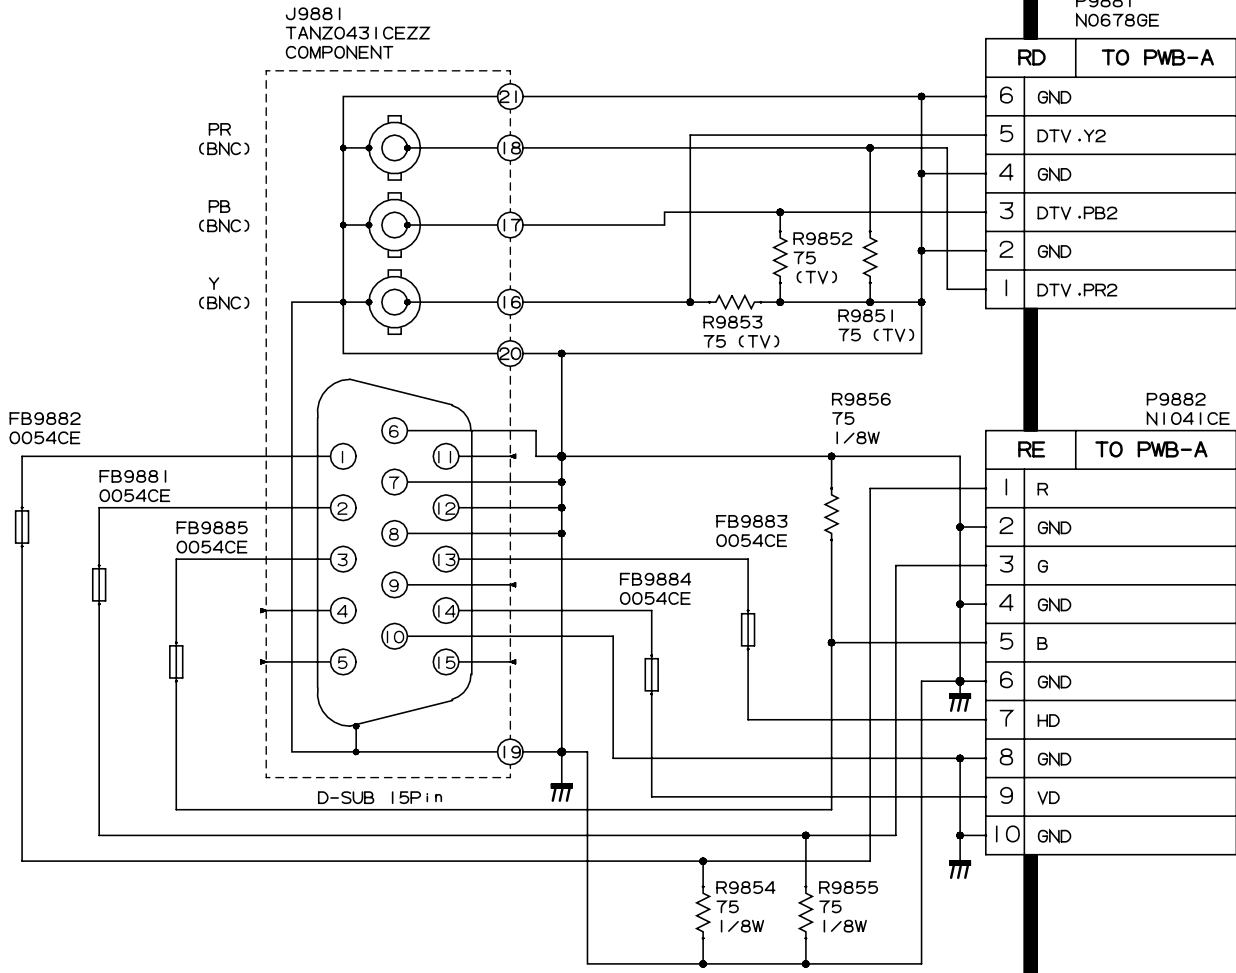 J9881
TANZ0431CEZZ
COMPONENT
P9881
N0678GE
RD TO PWB-A
6 GND
5 DTV.Y2
4 GND
3 DTV.PB2
2 GND
1 DTV.PR2
PR
(BNC)
PB
(BNC)
Y
(BNC)
21
18
17
16
20
R9852
75
(TV)
R9853
75 (TV)
R9851
75 (TV)
FB9882
0054CE
FB9881
0054CE
FB9885
0054CE
6
1
11
7
2
12
8
3
13
9
4
14
10
5
15
19
D-SUB 15Pin
FB9884
0054CE
FB9883
0054CE
R9856
75
1/8W
P9882
N1041CE
RE TO PWB-A
1 R
2 GND
3 G
4 GND
5 B
6 GND
7 HD
8 GND
9 VD
10 GND
R9854
75
1/8W
R9855
75
1/8W